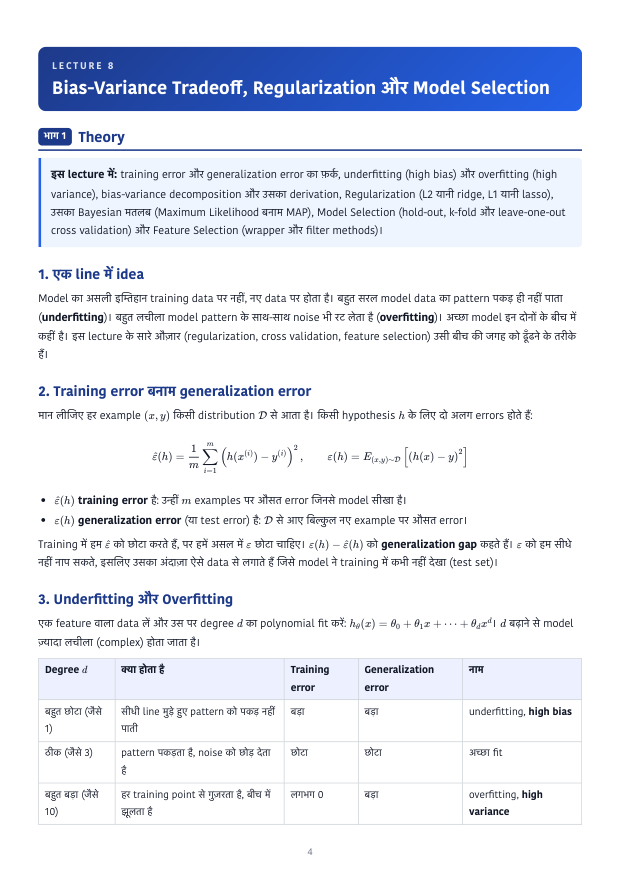 LECTURE 8
Bias-Variance Tradeoff, Regularization और Model Selection
भाग 1 Theory
इस lecture में: training error और generalization error का फ़र्क, underfitting (high bias) और overfitting (high
variance), bias-variance decomposition और उसका derivation, Regularization (L2 यानी ridge, L1 यानी lasso),
उसका Bayesian मतलब (Maximum Likelihood बनाम MAP), Model Selection (hold-out, k-fold और leave-one-out
cross validation) और Feature Selection (wrapper और filter methods)।
1. एक line में idea
Model का असली इम्तिहान training data पर नहीं, नए data पर होता है। बहुत सरल model data का pattern पकड़ ही नहीं पाता
(underfitting)। बहुत लचीला model pattern के साथ-साथ noise भी रट लेता है (overfitting)। अच्छा model इन दोनों के बीच में
कहीं है। इस lecture के सारे औज़ार (regularization, cross validation, feature selection) उसी बीच की जगह को ढूँढने के तरीके
हैं।
2. Training error बनाम generalization error
मान लीजिए हर example (x, y) किसी distribution 𝒟 से आता है। किसी hypothesis h के लिए दो अलग errors होते हैं:
ε̂(h) = 1/m ∑_{i=1}^{m} (h(x^{(i)}) − y^{(i)})², ε(h) = E_{(x,y)∼𝒟} [(h(x) − y)²]
• ε̂(h) training error है: उन्हीं m examples पर औसत error जिनसे model सीखा है।
• ε(h) generalization error (या test error) है: 𝒟 से आए बिल्कुल नए example पर औसत error।
Training में हम ε̂ को छोटा करते हैं, पर हमें असल में ε छोटा चाहिए। ε(h) − ε̂(h) को generalization gap कहते हैं। ε को हम सीधे
नहीं नाप सकते, इसलिए उसका अंदाज़ा ऐसे data से लगाते हैं जिसे model ने training में कभी नहीं देखा (test set)।
3. Underfitting और Overfitting
एक feature वाला data लें और उस पर degree d का polynomial fit करें: h_θ(x) = θ₀ + θ₁x + ⋯ + θ_d x^d। d बढ़ाने से model
ज़्यादा लचीला (complex) होता जाता है।
Degree d | क्या होता है | Training error | Generalization error | नाम
बहुत छोटा (जैसे 1) | सीधी line मुड़े हुए pattern को पकड़ नहीं पाती | बड़ा | बड़ा | underfitting, high bias
ठीक (जैसे 3) | pattern पकड़ता है, noise को छोड़ देता है | छोटा | छोटा | अच्छा fit
बहुत बड़ा (जैसे 10) | हर training point से गुजरता है, बीच में झूलता है | लगभग 0 | बड़ा | overfitting, high variance
4